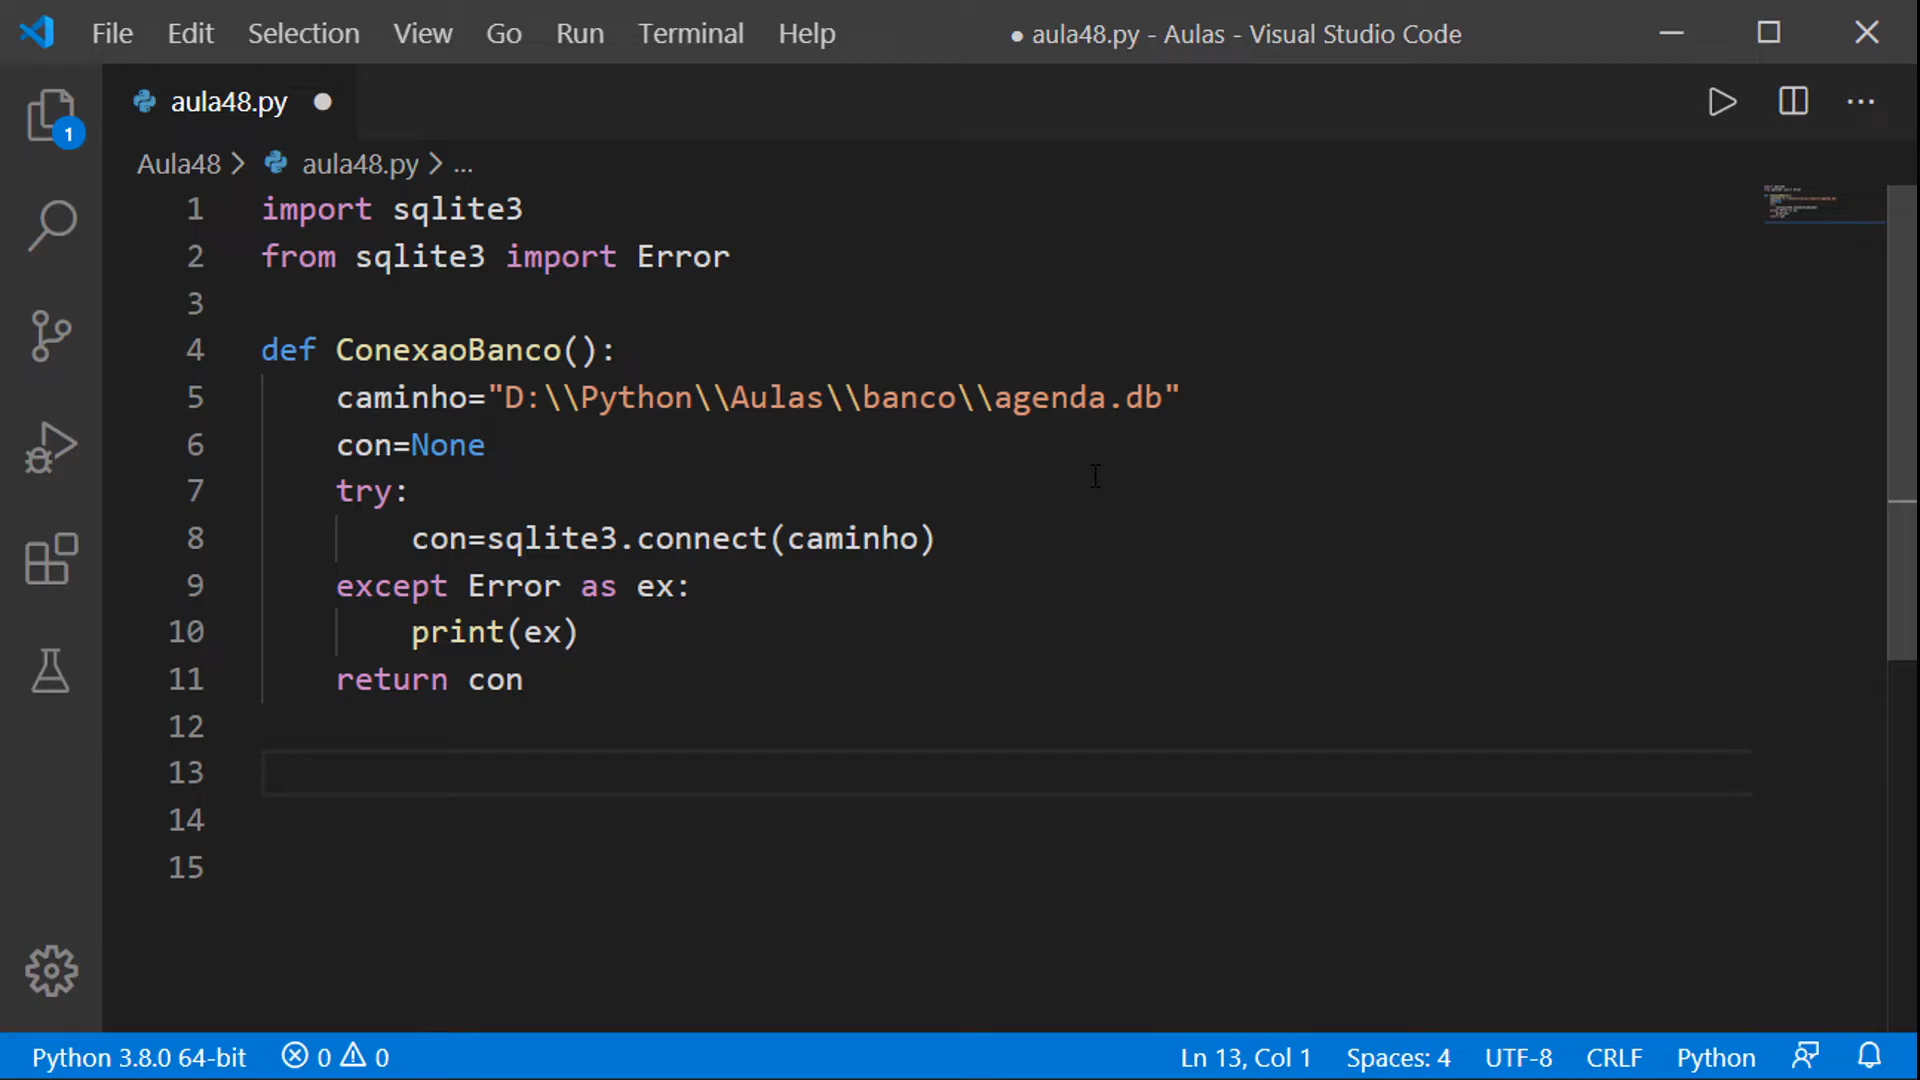 File Edit Selection View Go Run Terminal Help ● aula48.py - Aulas - Visual Studio Code
aula48.py ●
Aula48 > aula48.py > ...
1 import sqlite3
2 from sqlite3 import Error
3
4 def ConexaoBanco():
5     caminho="D:\\Python\\Aulas\\banco\\agenda.db"
6     con=None
7     try:
8         con=sqlite3.connect(caminho)
9     except Error as ex:
10         print(ex)
11     return con
12
13
14
15
1
Python 3.8.0 64-bit 0 0 Ln 13, Col 1 Spaces: 4 UTF-8 CRLF Python